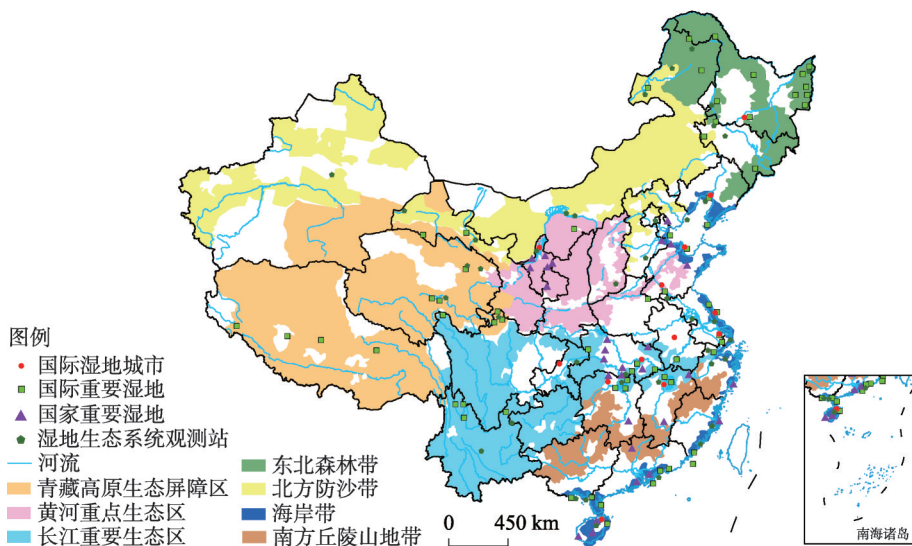 图例
国际湿地城市
国际重要湿地
国家重要湿地
湿地生态系统观测站
河流
青藏高原生态屏障区
黄河重点生态区
长江重要生态区
东北森林带
北方防沙带
海岸带
南方丘陵山地带
0 450 km
南海诸岛